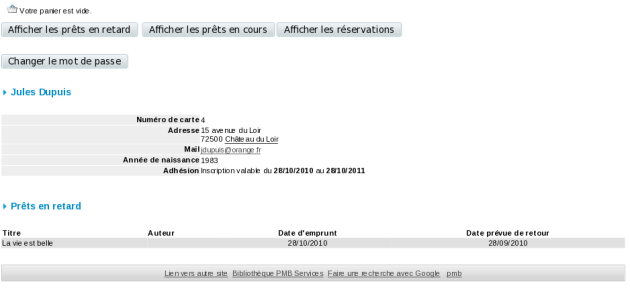 Votre panier est vide.
Afficher les prêts en retard Afficher les prêts en cours Afficher les réservations
Changer le mot de passe
Jules Dupuis
Numéro de carte 4
Adresse 15 avenue du Loir
72500 Château du Loir
Mail jdupuis@orange.fr
Année de naissance 1983
Adhésion Inscription valable du 28/10/2010 au 28/10/2011
Prêts en retard
Titre Auteur Date d'emprunt Date prévue de retour
La vie est belle 28/10/2010 28/09/2010
Lien vers autre site Bibliothèque PMB Services Faire une recherche avec Google pmb